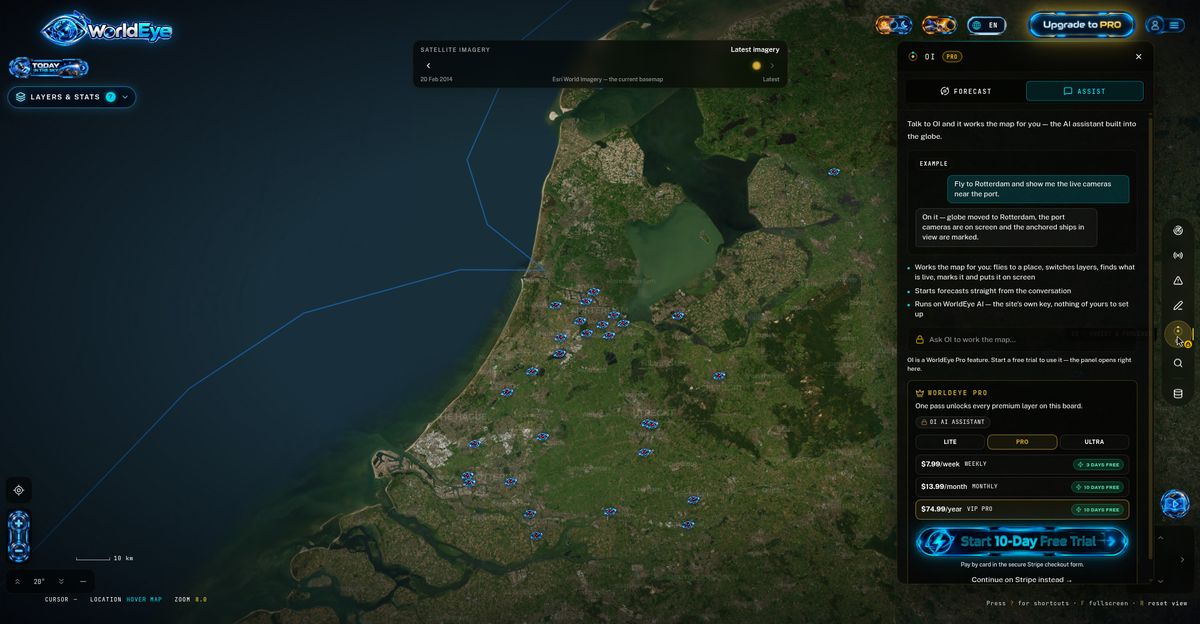 WorldEye
TODAY
IN THE SKY
LAYERS & STATS 7
SATELLITE IMAGERY
Latest imagery
20 Feb 2014
Esri World Imagery — the current basemap
Latest
EN
Upgrade to PRO
OI PRO
FORECAST
ASSIST
Talk to OI and it works the map for you — the AI assistant built into
the globe.
EXAMPLE
Fly to Rotterdam and show me the live cameras
near the port.
On it — globe moved to Rotterdam, the port
cameras are on screen and the anchored ships in
view are marked.
Works the map for you: flies to a place, switches layers, finds what
is live, marks it and puts it on screen
Starts forecasts straight from the conversation
Runs on WorldEye AI — the site's own key, nothing of yours to set
up
Ask OI to work the map...
OI is a WorldEye Pro feature. Start a free trial to use it — the panel opens right
here.
WORLDEYE PRO
One pass unlocks every premium layer on this board.
OI AI ASSISTANT
LITE
PRO
ULTRA
$7.99/week WEEKLY
3 DAYS FREE
$13.99/month MONTHLY
10 DAYS FREE
$74.99/year VIP PRO
10 DAYS FREE
Start 10-Day Free Trial
Pay by card in the secure Stripe checkout form.
Continue on Stripe instead →
THE HAGUE
UTRECHT
10 km
20°
CURSOR — LOCATION HOVER MAP ZOOM 8.0
Press ? for shortcuts · F fullscreen · R reset view